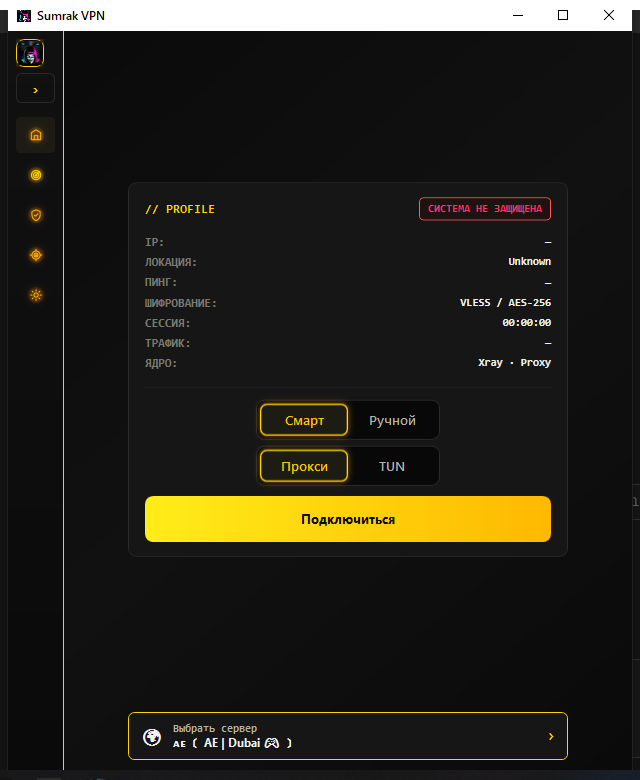 Sumrak VPN
// PROFILE СИСТЕМА НЕ ЗАЩИЩЕНА
IP: —
ЛОКАЦИЯ: Unknown
ПИНГ: —
ШИФРОВАНИЕ: VLESS / AES-256
СЕССИЯ: 00:00:00
ТРАФИК: —
ЯДРО: Xray · Proxy
Смарт Ручной
Прокси TUN
Подключиться
Выбрать сервер
ᴀᴇ ( AE | Dubai 🎮 )